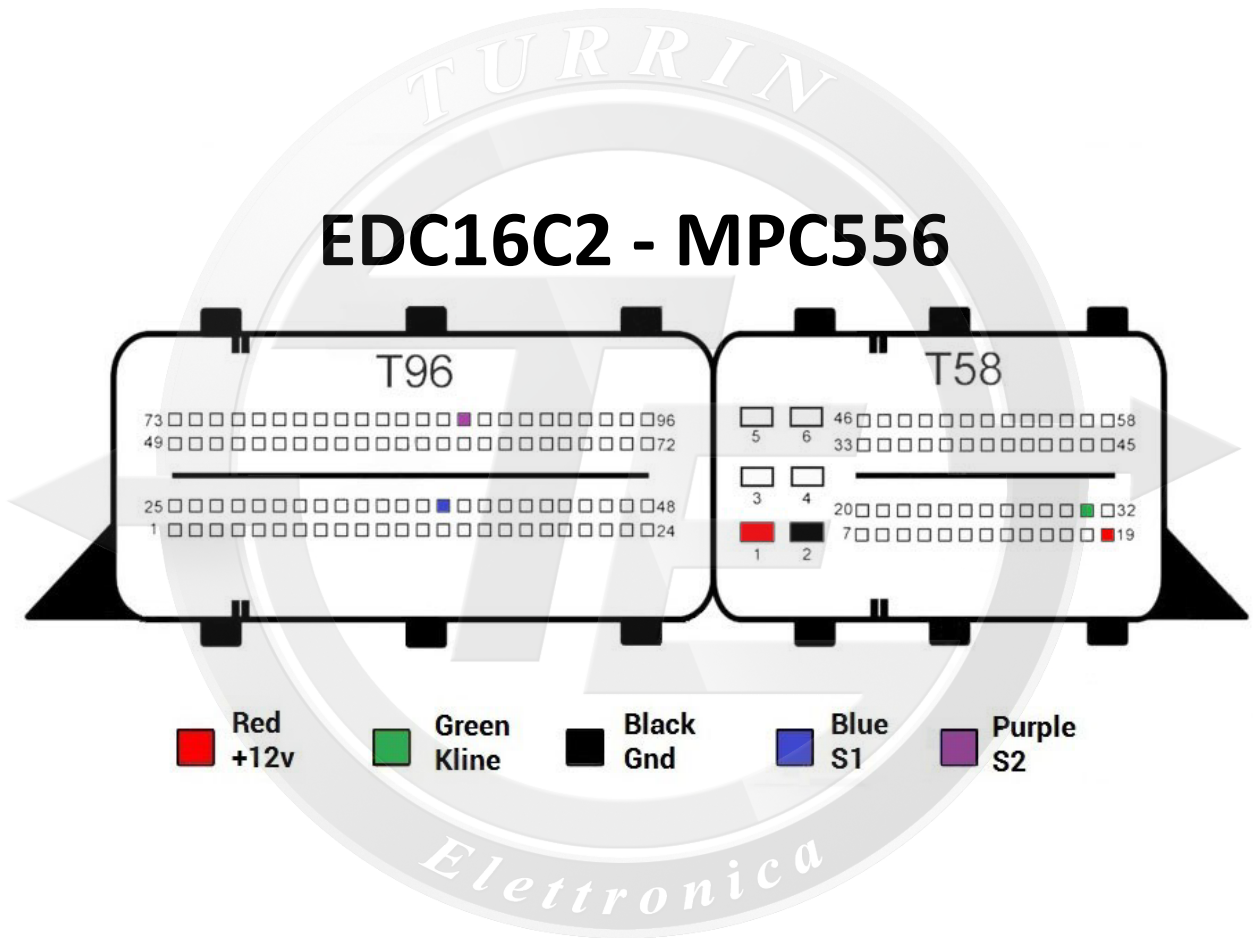 TURRIN
EDC16C2 - MPC556
T96
T58
73 96
49 72
25 48
1 24
5 6
3 4
1 2
46 58
33 45
20 32
7 19
Red
+12v
Green
Kline
Black
Gnd
Blue
S1
Purple
S2
TE
Elettronica